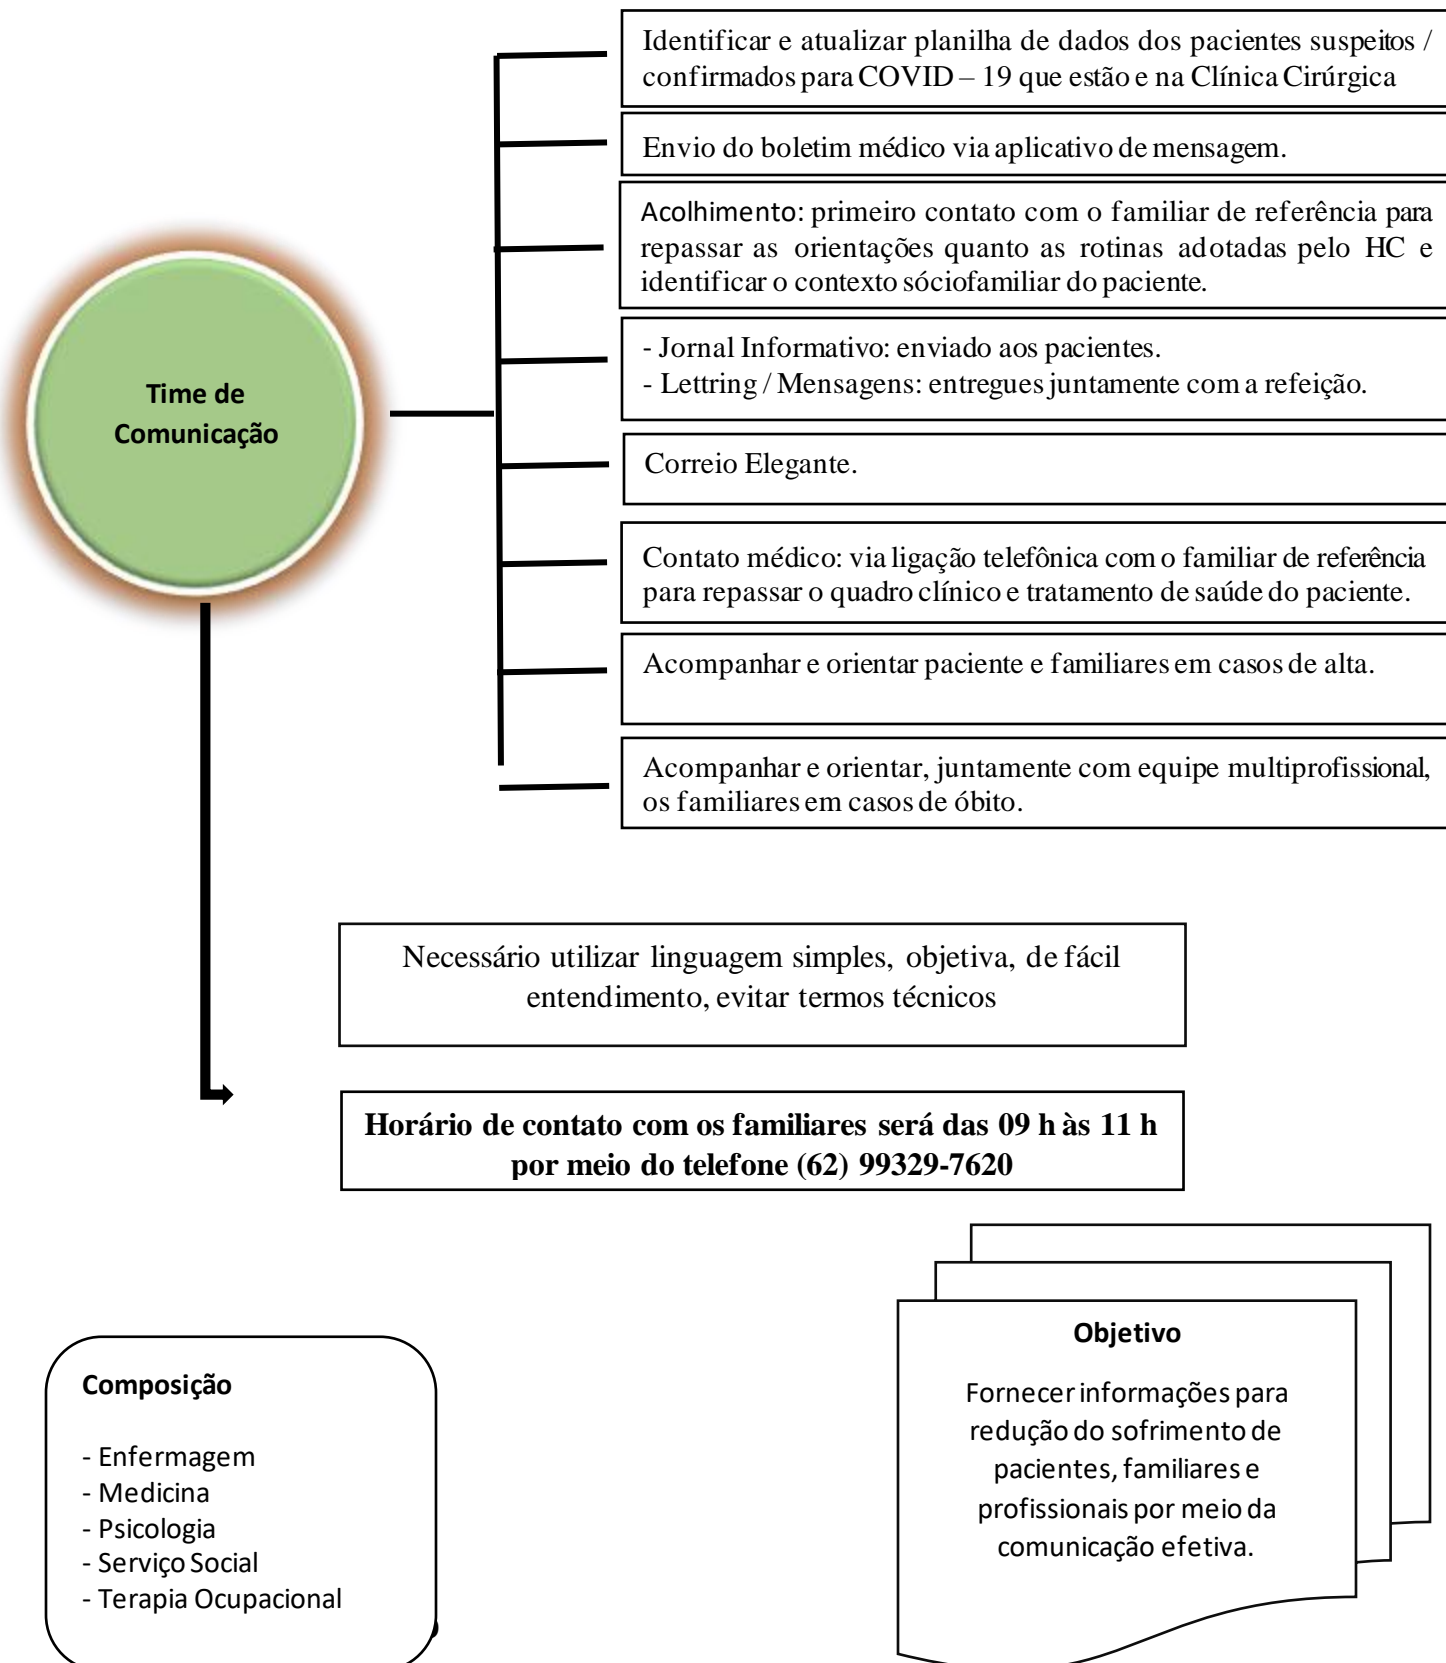 Identificar e atualizar planilha de dados dos pacientes suspeitos /
confirmados para COVID – 19 que estão e na Clínica Cirúrgica
Envio do boletim médico via aplicativo de mensagem.
Acolhimento: primeiro contato com o familiar de referência para
repassar as orientações quanto as rotinas adotadas pelo HC e
identificar o contexto sóciofamiliar do paciente.
- Jornal Informativo: enviado aos pacientes.
- Lettring / Mensagens: entregues juntamente com a refeição.
Time de
Comunicação
Correio Elegante.
Contato médico: via ligação telefônica com o familiar de referência
para repassar o quadro clínico e tratamento de saúde do paciente.
Acompanhar e orientar paciente e familiares em casos de alta.
Acompanhar e orientar, juntamente com equipe multiprofissional,
os familiares em casos de óbito.
Necessário utilizar linguagem simples, objetiva, de fácil
entendimento, evitar termos técnicos
Horário de contato com os familiares será das 09 h às 11 h
por meio do telefone (62) 99329-7620
Composição
- Enfermagem
- Medicina
- Psicologia
- Serviço Social
- Terapia Ocupacional
Objetivo
Fornecer informações para
redução do sofrimento de
pacientes, familiares e
profissionais por meio da
comunicação efetiva.